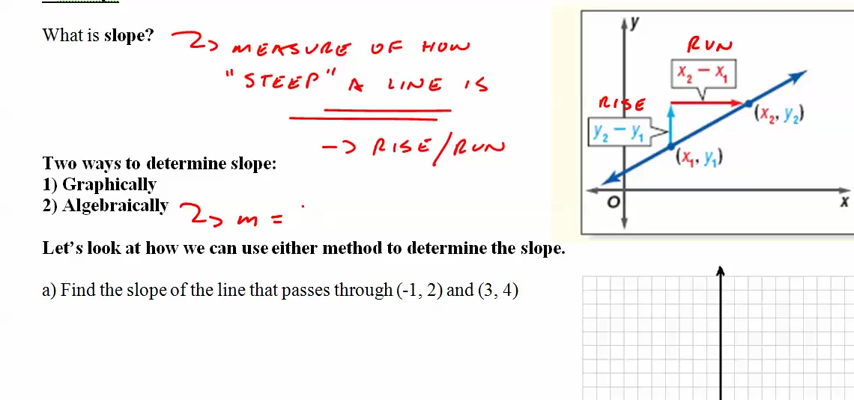 What is slope? → MEASURE OF HOW
"STEEP" A LINE IS
→ RISE/RUN
Two ways to determine slope:
1) Graphically
2) Algebraically → m =
Let's look at how we can use either method to determine the slope.
a) Find the slope of the line that passes through (-1, 2) and (3, 4)
y
RUN
x₂ − x₁
RISE
y₂ − y₁
(x₂, y₂)
(x₁, y₁)
O x